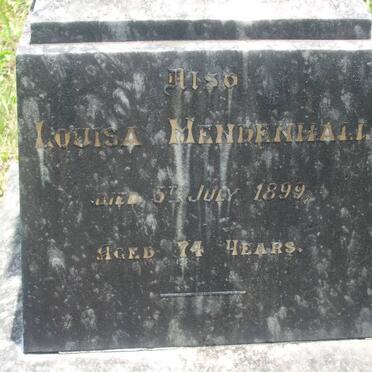 Also
Louisa Mendenhall
Died 5th July 1899,
Aged 74 Years.